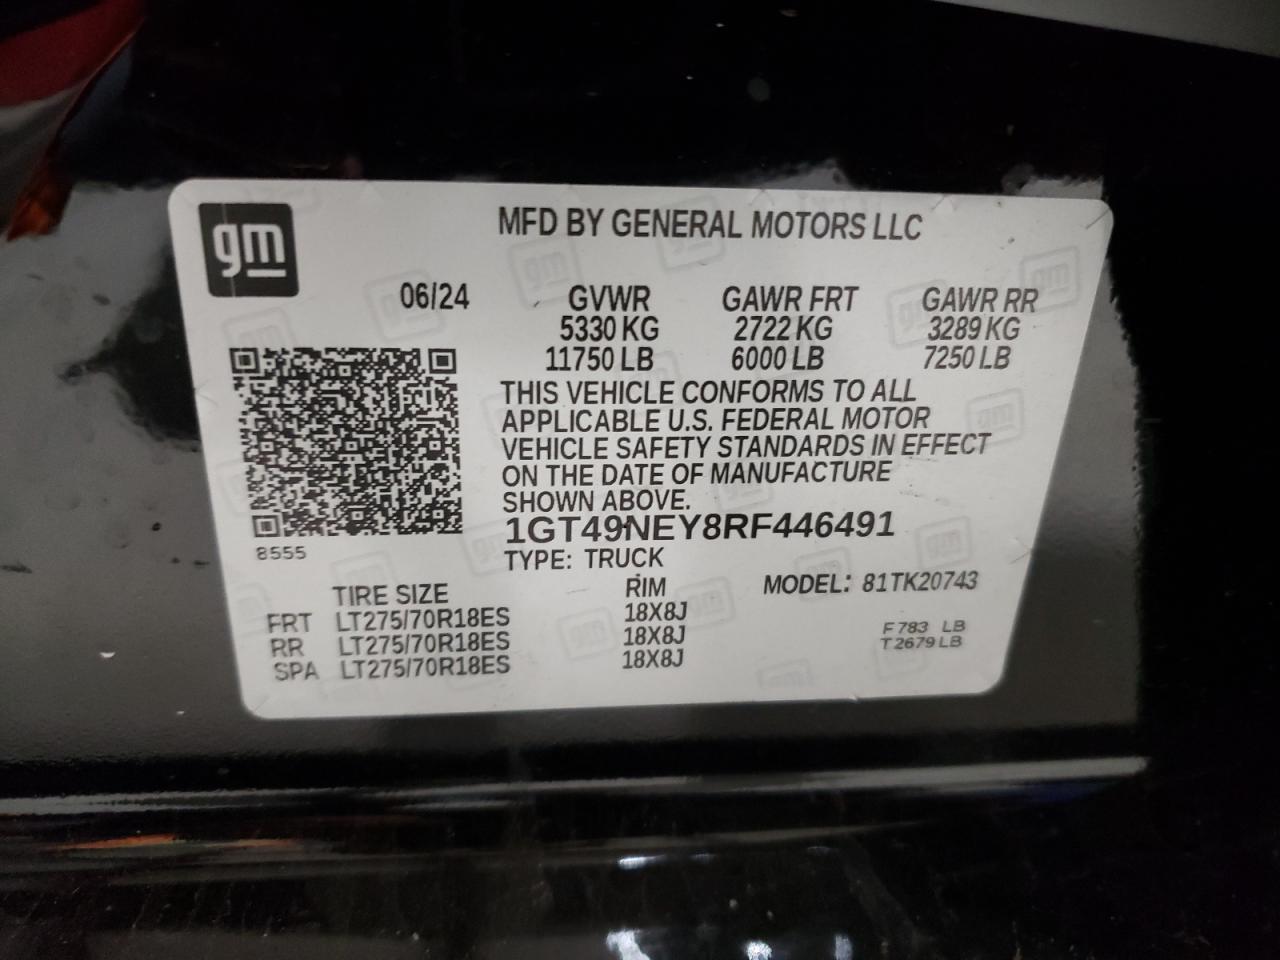 gm
MFD BY GENERAL MOTORS LLC
06/24 GVWR GAWR FRT GAWR RR
5330 KG 2722 KG 3289 KG
11750 LB 6000 LB 7250 LB
THIS VEHICLE CONFORMS TO ALL
APPLICABLE U.S. FEDERAL MOTOR
VEHICLE SAFETY STANDARDS IN EFFECT
ON THE DATE OF MANUFACTURE
SHOWN ABOVE.
1GT49NEY8RF446491
8555
TYPE: TRUCK
TIRE SIZE RIM MODEL: 81TK20743
FRT LT275/70R18ES 18X8J
RR LT275/70R18ES 18X8J
SPA LT275/70R18ES 18X8J
F 783 LB
T 2679 LB